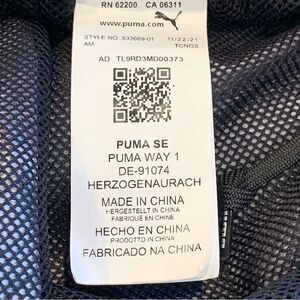 RN 62200 CA 06311
www.puma.com
STYLE NO 533669-01 11/22/21
AM TCNGS
AD TL9RD3MD00373
PUMA SE
PUMA WAY 1
DE-91074
HERZOGENAURACH
MADE IN CHINA
HERGESTELLT IN CHINA
FABRIQUÉ EN CHINE
HECHO EN CHINA
PRODOTTO IN CHINA
FABRICADO NA CHINA